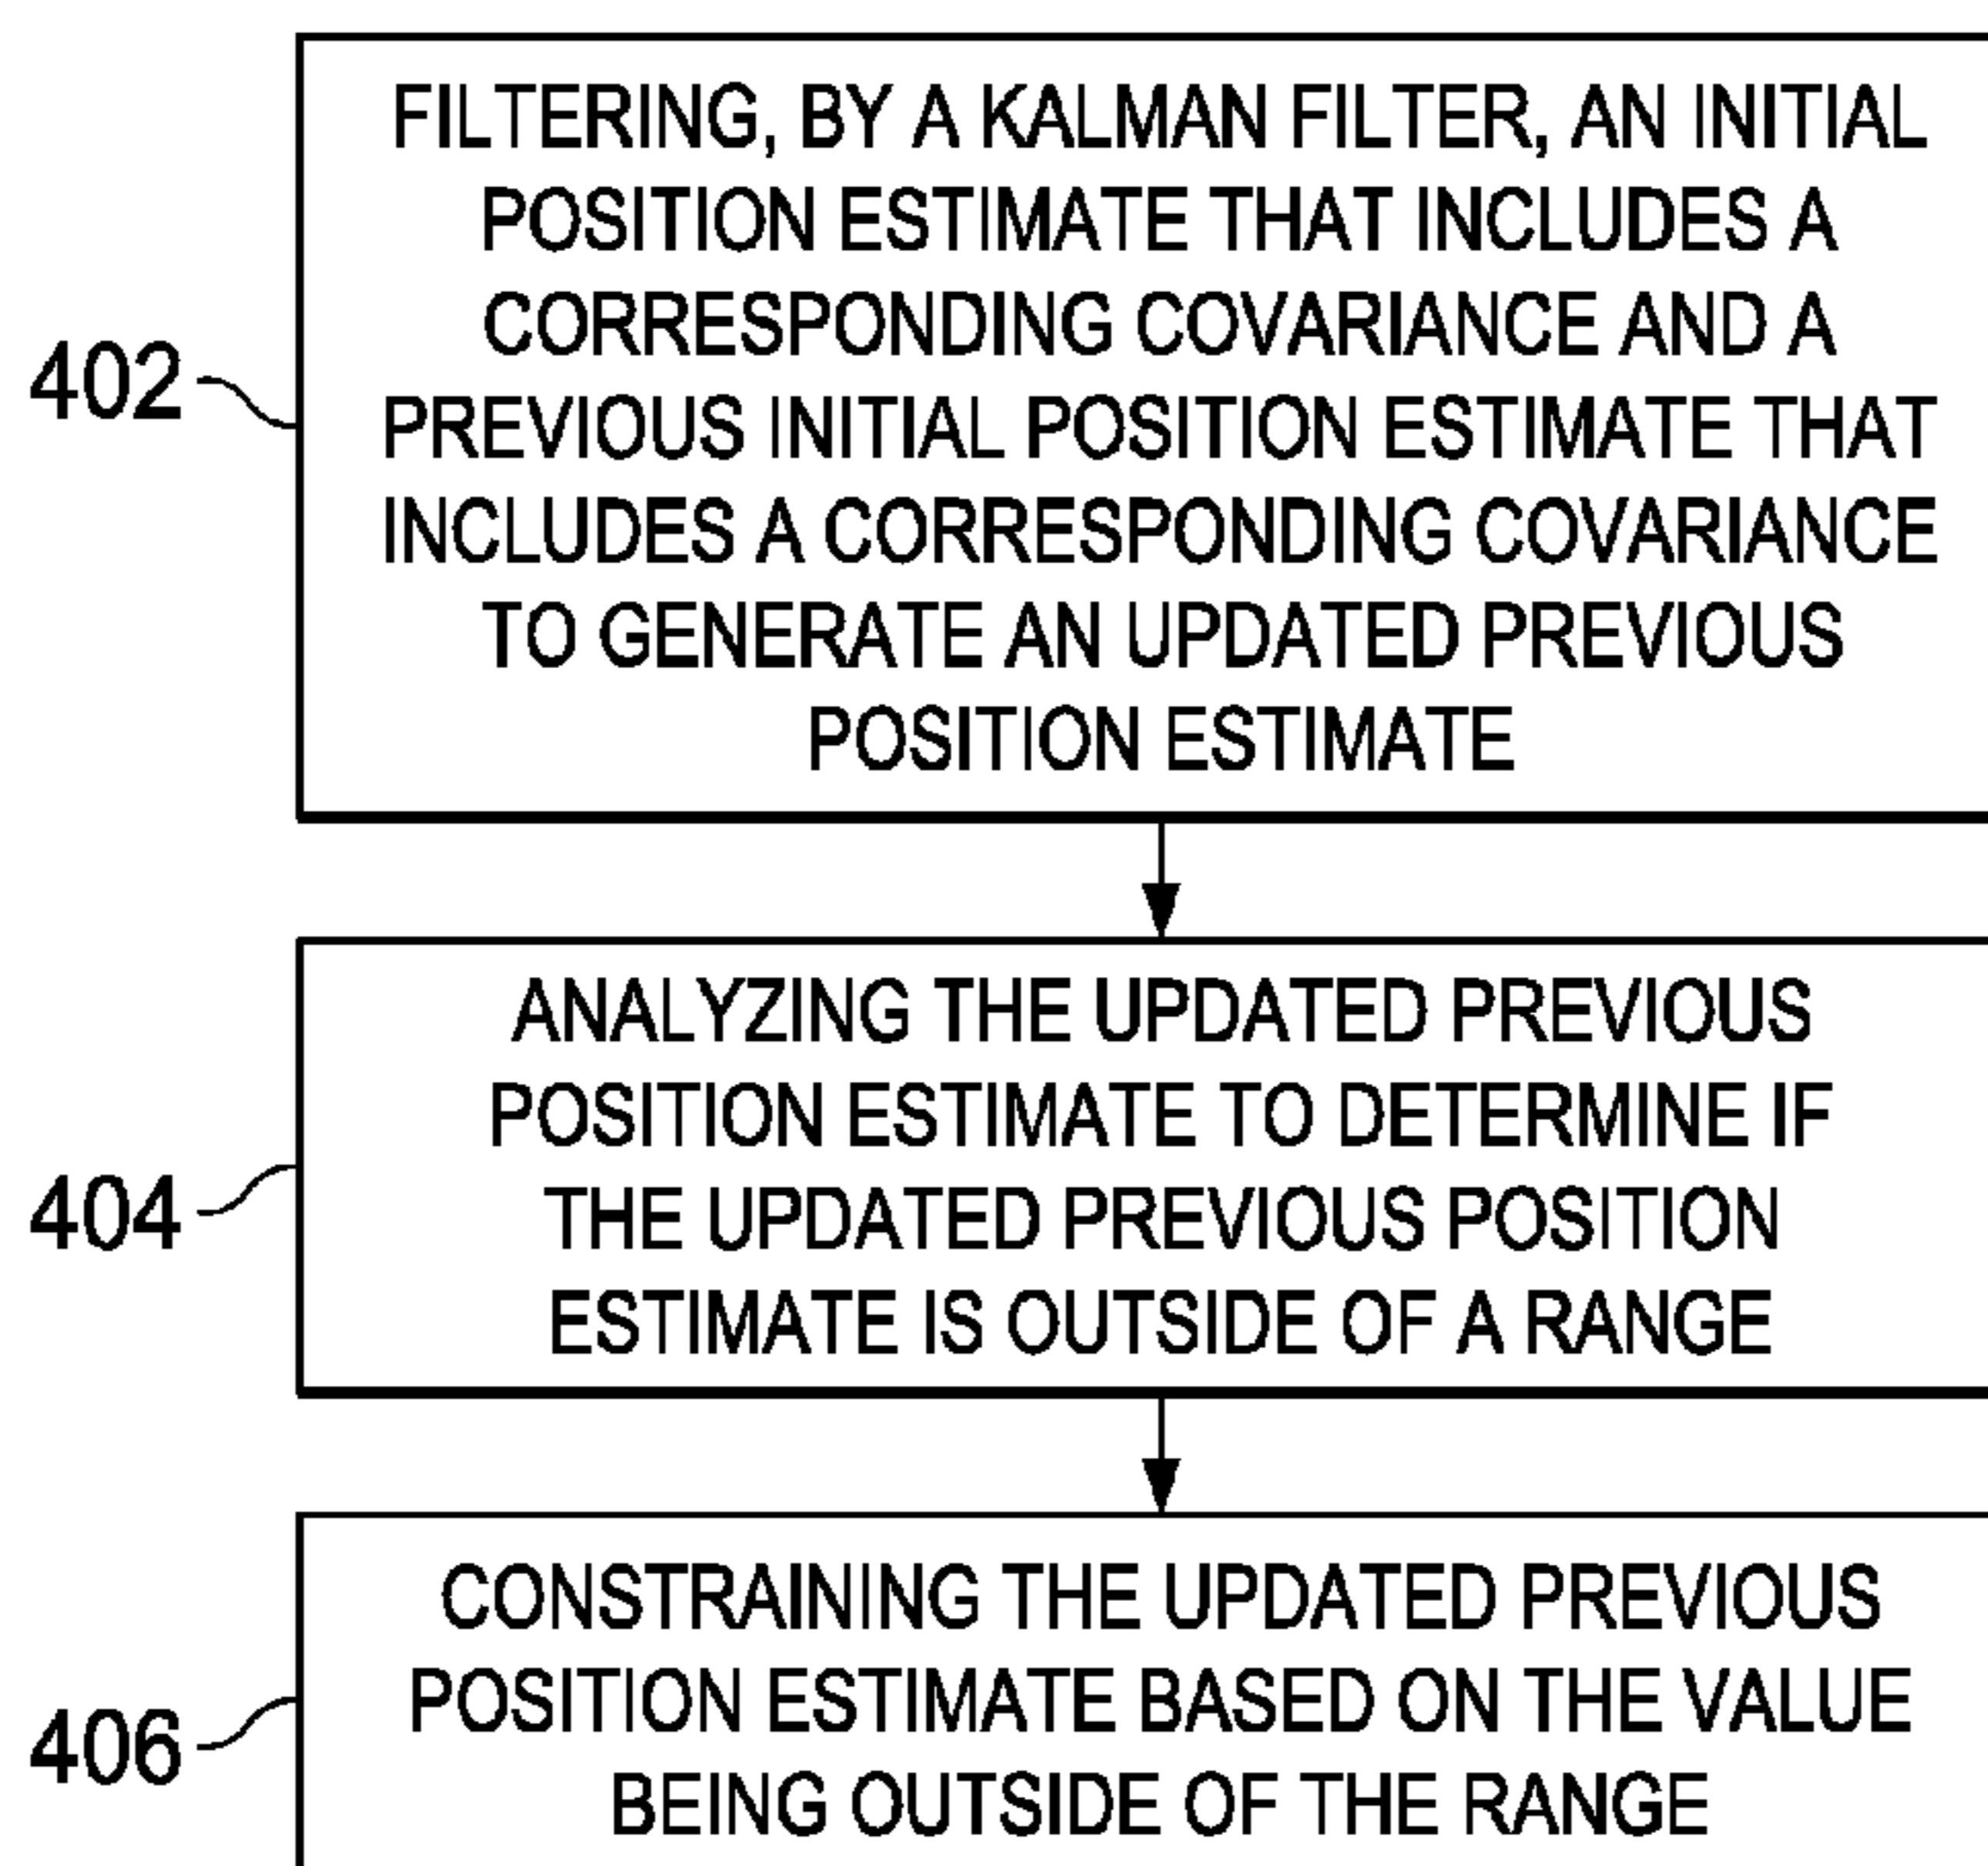 FILTERING, BY A KALMAN FILTER, AN INITIAL
POSITION ESTIMATE THAT INCLUDES A
CORRESPONDING COVARIANCE AND A
PREVIOUS INITIAL POSITION ESTIMATE THAT
INCLUDES A CORRESPONDING COVARIANCE
TO GENERATE AN UPDATED PREVIOUS
POSITION ESTIMATE
402
ANALYZING THE UPDATED PREVIOUS
POSITION ESTIMATE TO DETERMINE IF
THE UPDATED PREVIOUS POSITION
ESTIMATE IS OUTSIDE OF A RANGE
404
CONSTRAINING THE UPDATED PREVIOUS
POSITION ESTIMATE BASED ON THE VALUE
BEING OUTSIDE OF THE RANGE
406